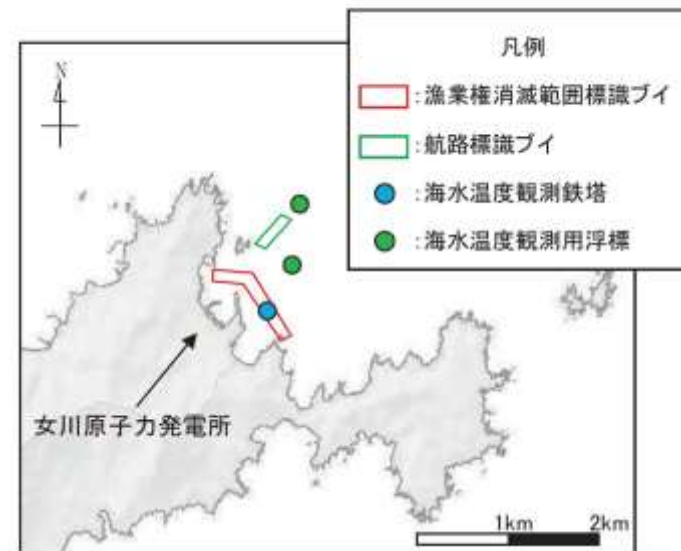 凡例
:漁業権消滅範囲標識ブイ
:航路標識ブイ
:海水温度観測鉄塔
:海水温度観測用浮標
N
女川原子力発電所
1km 2km